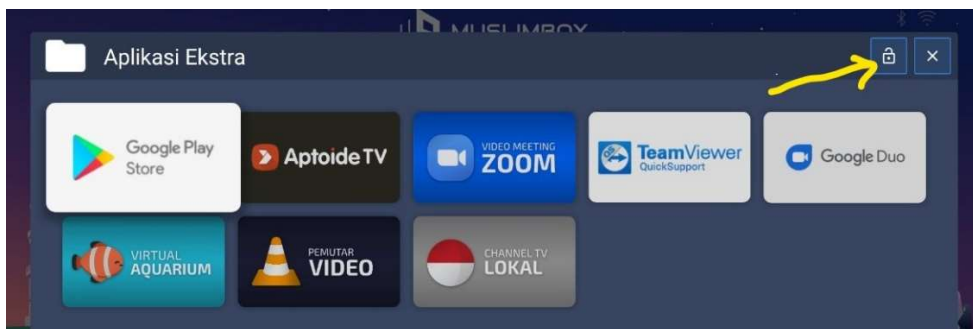 MUSLIMBOX
Aplikasi Ekstra
Google Play
Store
Aptoide TV
VIDEO MEETING
ZOOM
TeamViewer
QuickSupport
Google Duo
VIRTUAL
AQUARIUM
PEMUTAR
VIDEO
CHANNEL TV
LOKAL